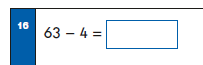 16
63 – 4 =